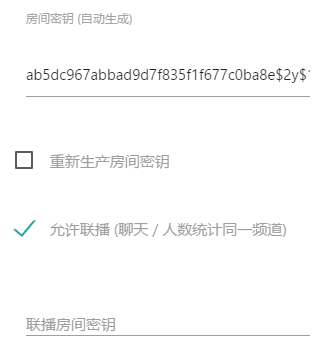 房间密钥 (自动生成)
ab5dc967abbad9d7f835f1f677c0ba8e$2y$1
重新生产房间密钥
允许联播 (聊天 / 人数统计同一频道)
联播房间密钥